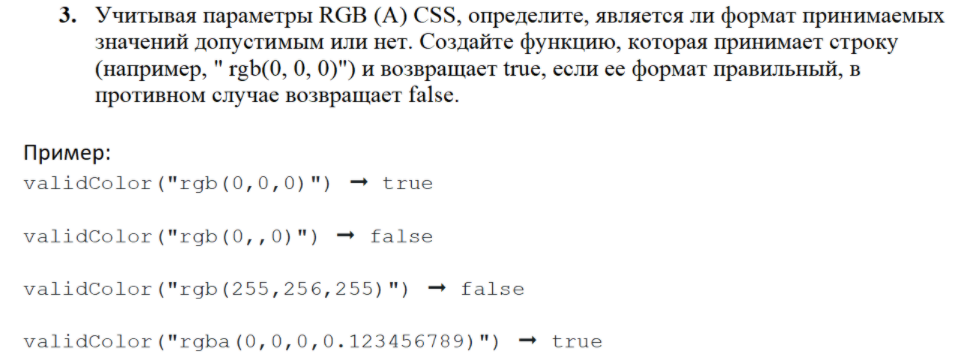 3. Учитывая параметры RGB (A) CSS, определите, является ли формат принимаемых
значений допустимым или нет. Создайте функцию, которая принимает строку
(например, " rgb(0, 0, 0)") и возвращает true, если ее формат правильный, в
противном случае возвращает false.
Пример:
validColor("rgb(0,0,0)") ➞ true
validColor("rgb(0,,0)") ➞ false
validColor("rgb(255,256,255)") ➞ false
validColor("rgba(0,0,0,0.123456789)") ➞ true